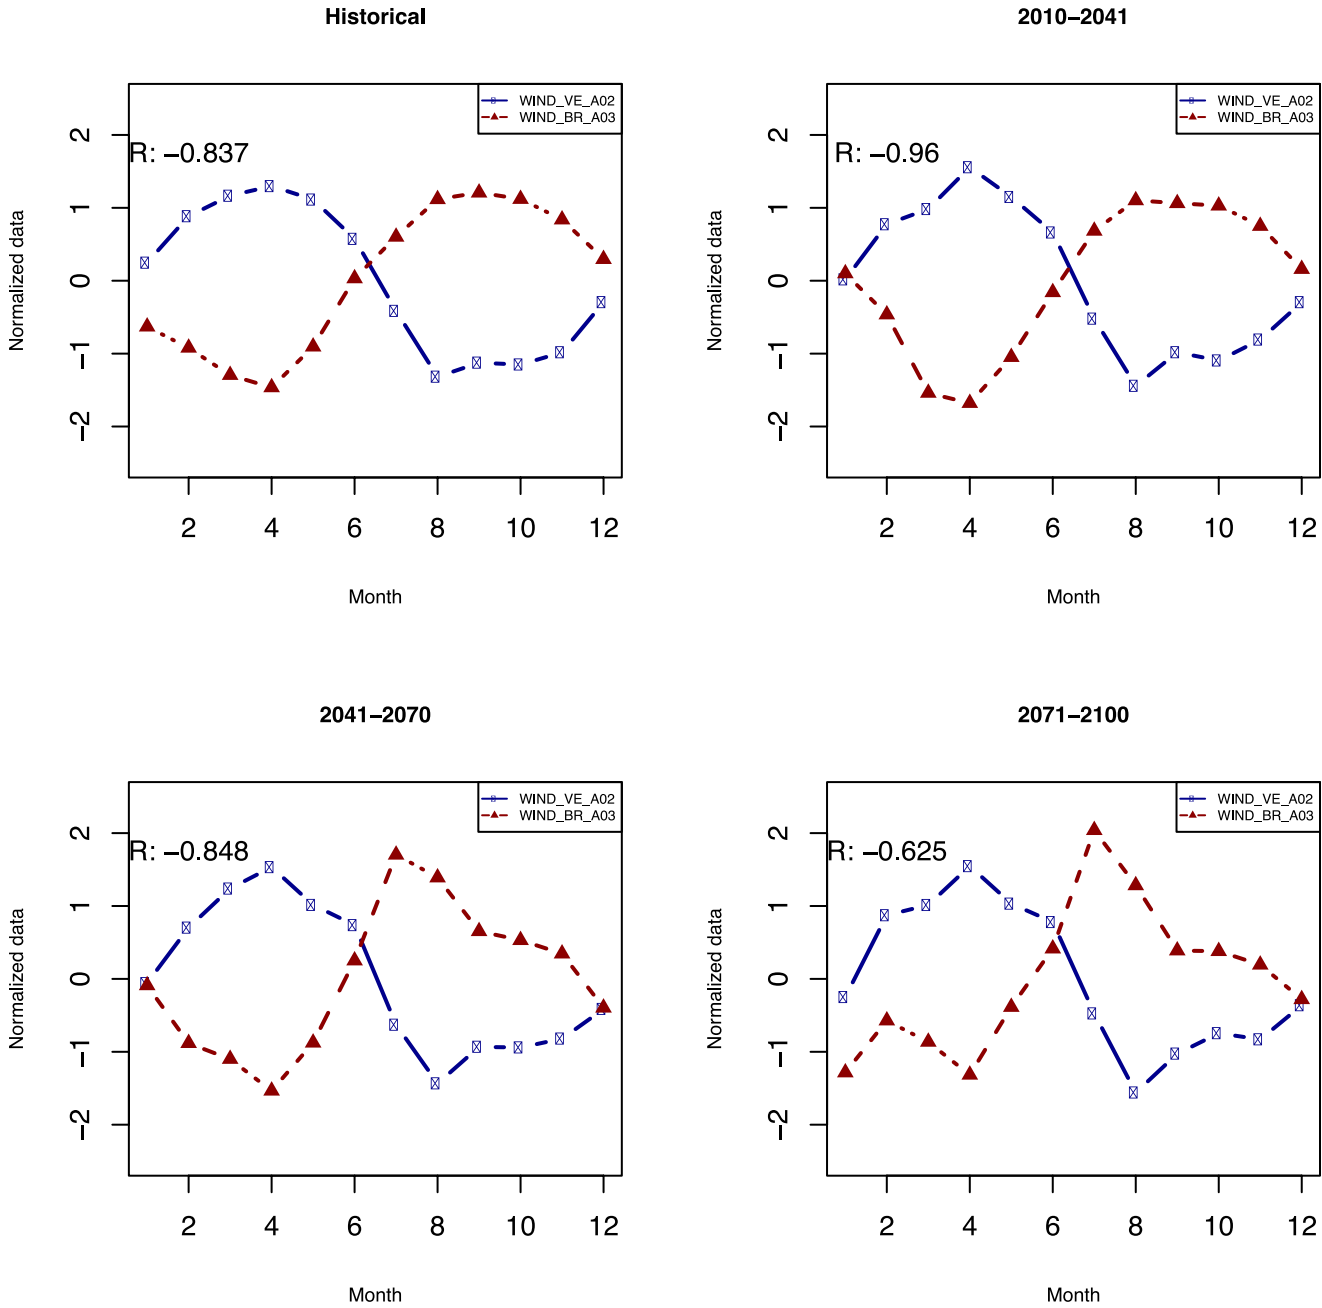 Historical
WIND_VE_A02
WIND_BR_A03
R: −0.837
Normalized data
2
1
0
−1
−2
2 4 6 8 10 12
Month
2010−2041
WIND_VE_A02
WIND_BR_A03
R: −0.96
Normalized data
2
1
0
−1
−2
2 4 6 8 10 12
Month
2041−2070
WIND_VE_A02
WIND_BR_A03
R: −0.848
Normalized data
2
1
0
−1
−2
2 4 6 8 10 12
Month
2071−2100
WIND_VE_A02
WIND_BR_A03
R: −0.625
Normalized data
2
1
0
−1
−2
2 4 6 8 10 12
Month